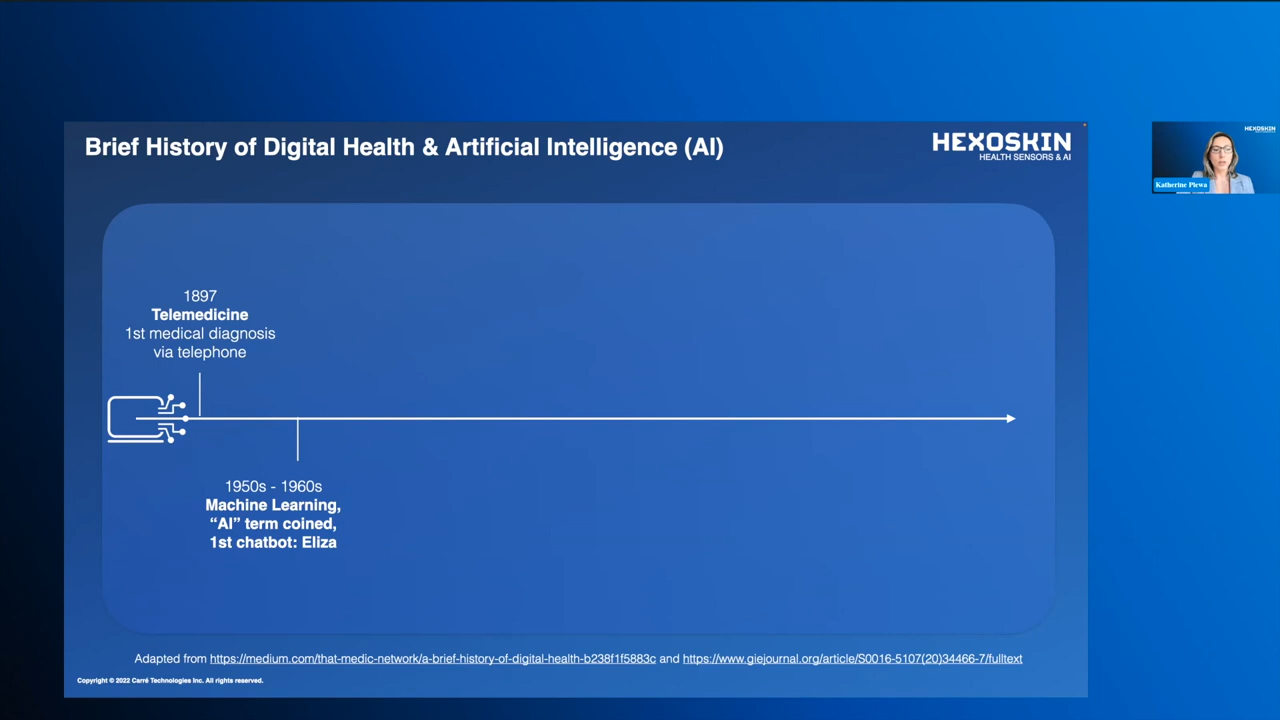 Brief History of Digital Health & Artificial Intelligence (AI)
HEXOSKIN
HEALTH SENSORS & AI
HEXOSKIN
Katherine Plewa
1897
Telemedicine
1st medical diagnosis
via telephone
1950s - 1960s
Machine Learning,
“AI” term coined,
1st chatbot: Eliza
Adapted from https://medium.com/that-medic-network/a-brief-history-of-digital-health-b238f1f5883c and https://www.giejournal.org/article/S0016-5107(20)34466-7/fulltext
Copyright © 2022 Carré Technologies Inc. All rights reserved.